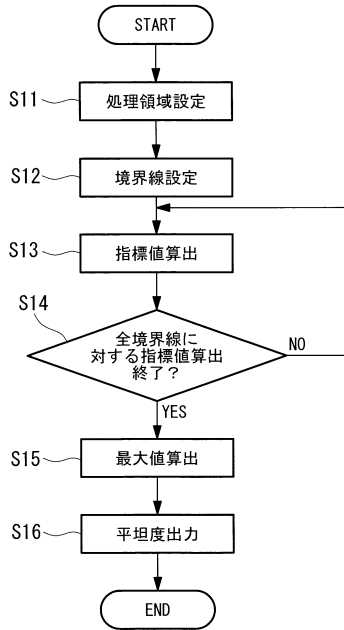 START
S11
処理領域設定
S12
境界線設定
S13
指標値算出
S14
全境界線に
対する指標値算出
終了？
NO
YES
S15
最大値算出
S16
平坦度出力
END